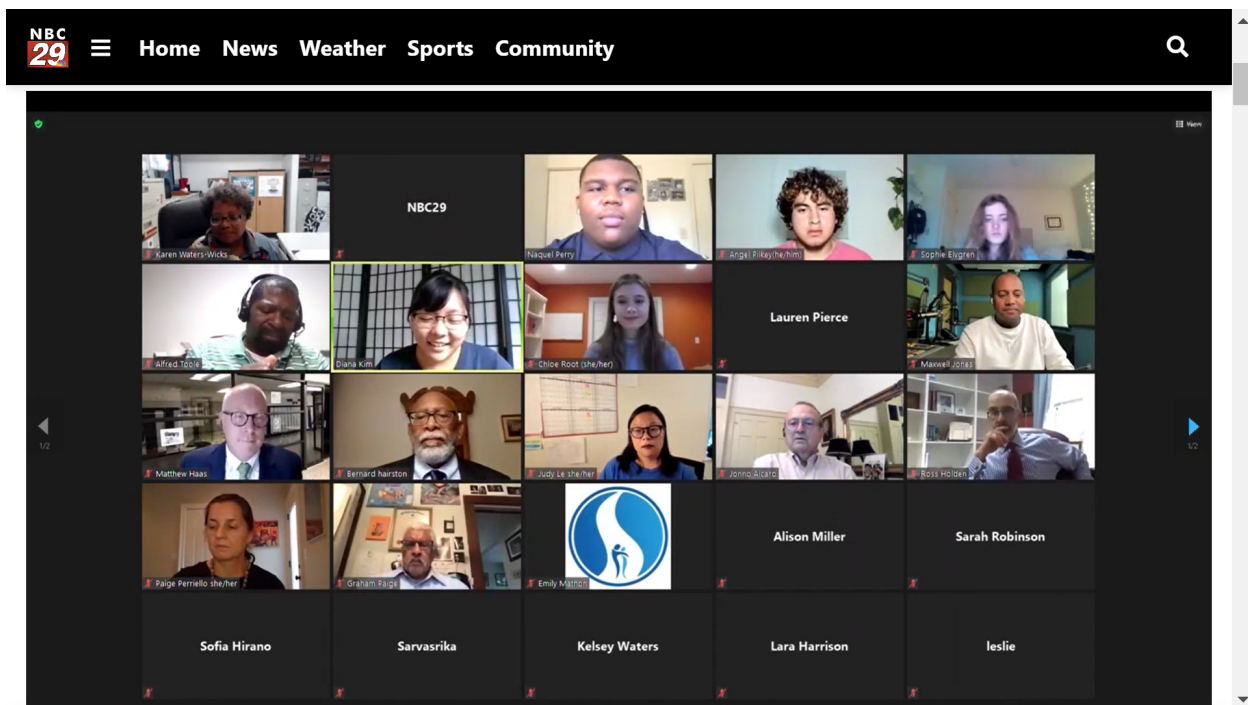 NBC
29
Home News Weather Sports Community
View
Karen Waters-Wicks
NBC29
Naquel Perry
Angel Pilkey(he/him)
Sophie Elvgren
Alfred Toole
Diana Kim
Chloe Root (she/her)
Lauren Pierce
Maxwell Jones
Matthew Haas
Bernard hairston
Judy Le she/her
Jonno Alcaro
Ross Holden
1/2
1/2
Paige Perriello she/her
Graham Paige
Emily Mathon
Alison Miller
Sarah Robinson
Sofia Hirano
Sarvasrika
Kelsey Waters
Lara Harrison
leslie